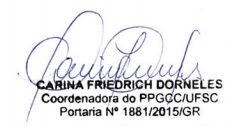 CARINA FRIEDRICH DORNELES
Coordenadora do PPGCC/UFSC
Portaria Nº 1881/2015/GR